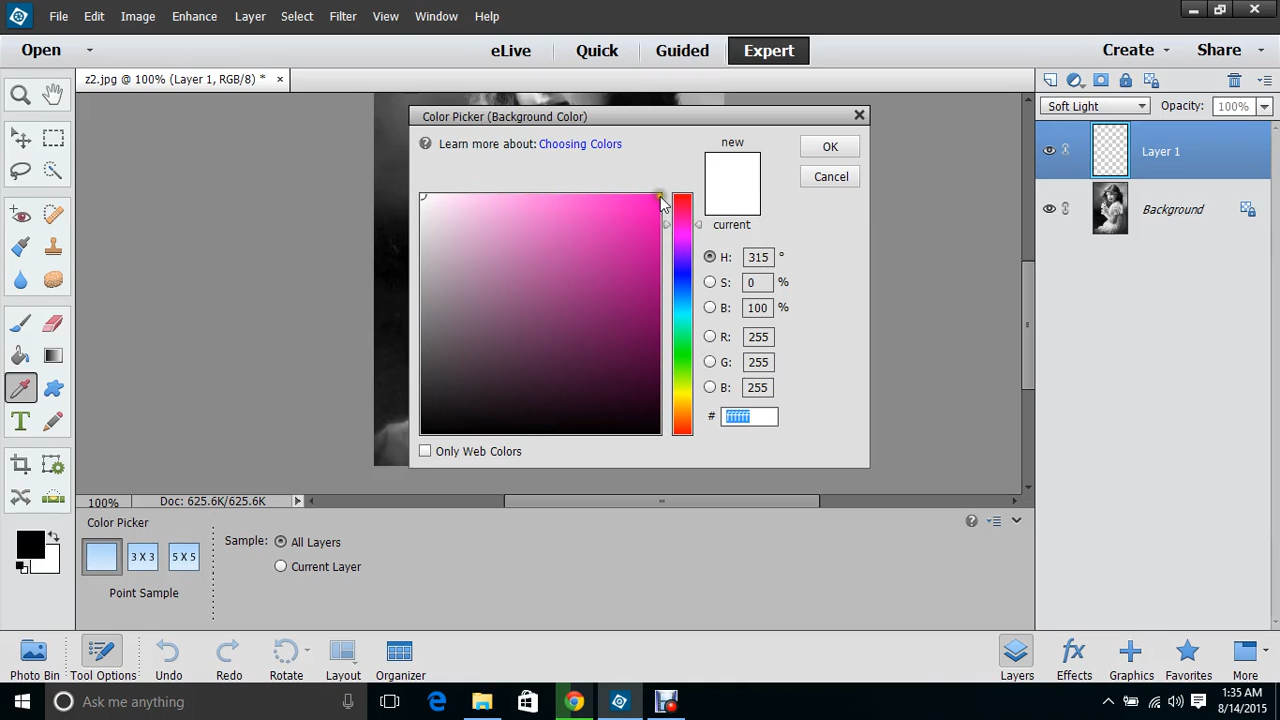 File Edit Image Enhance Layer Select Filter View Window Help
Open eLive Quick Guided Expert Create Share
z2.jpg @ 100% (Layer 1, RGB/8) * ×
Soft Light Opacity: 100%
Layer 1
Background
Color Picker (Background Color)
Learn more about: Choosing Colors
new
current
OK
Cancel
H: 315 °
S: 0 %
B: 100 %
R: 255
G: 255
B: 255
# ffffff
Only Web Colors
100% Doc: 625.6K/625.6K
Color Picker
3 X 3 5 X 5
Point Sample
Sample: All Layers
Current Layer
Photo Bin Tool Options Undo Redo Rotate Layout Organizer Layers Effects Graphics Favorites More
Ask me anything
1:35 AM
8/14/2015